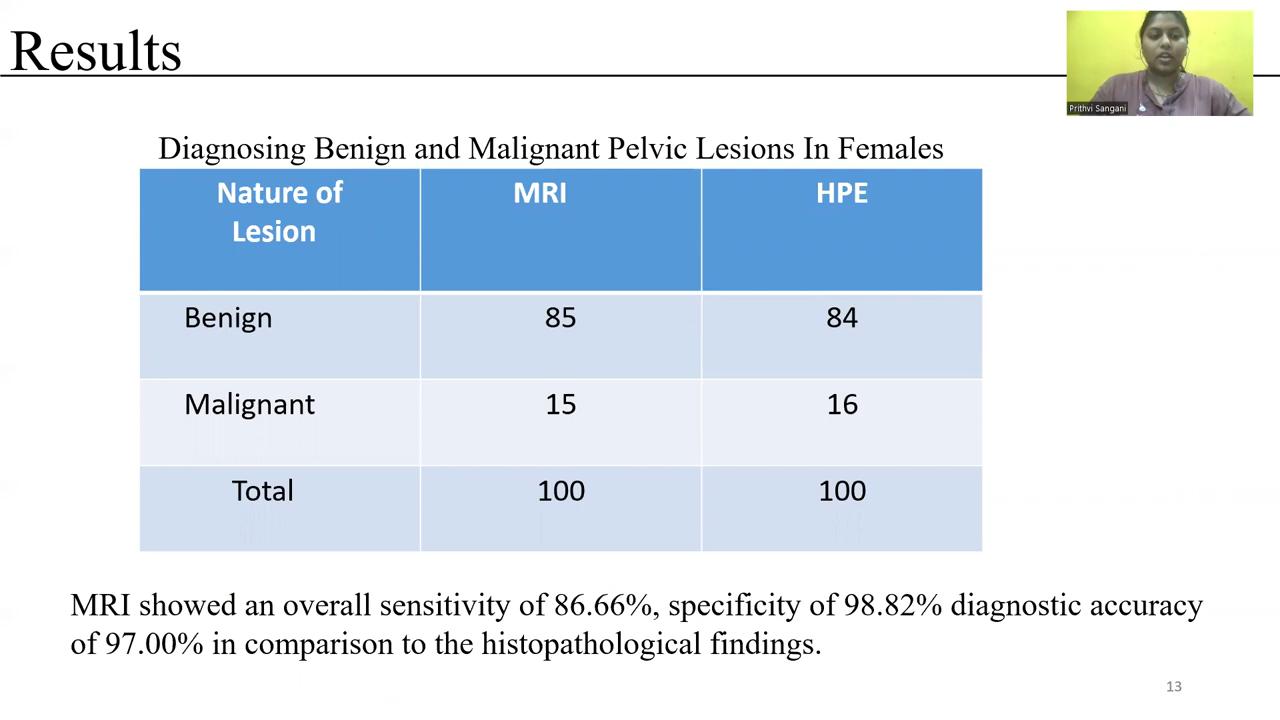 Results
Prithvi Sangani
Diagnosing Benign and Malignant Pelvic Lesions In Females
Nature of
Lesion
MRI
HPE
Benign
85
84
Malignant
15
16
Total
100
100
MRI showed an overall sensitivity of 86.66%, specificity of 98.82% diagnostic accuracy
of 97.00% in comparison to the histopathological findings.
13